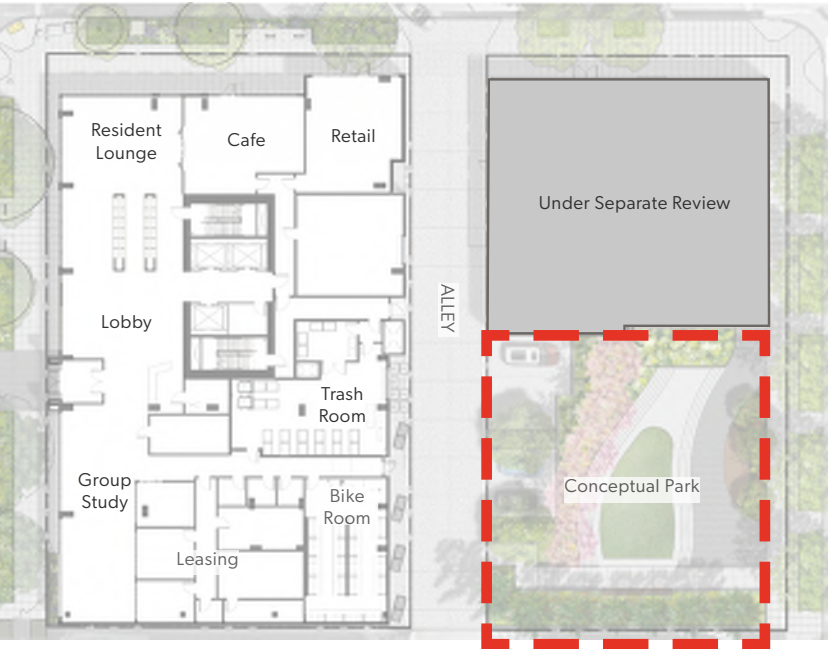 Resident
Lounge
Cafe
Retail
Under Separate Review
ALLEY
Lobby
Trash
Room
Group
Study
Bike
Room
Conceptual Park
Leasing